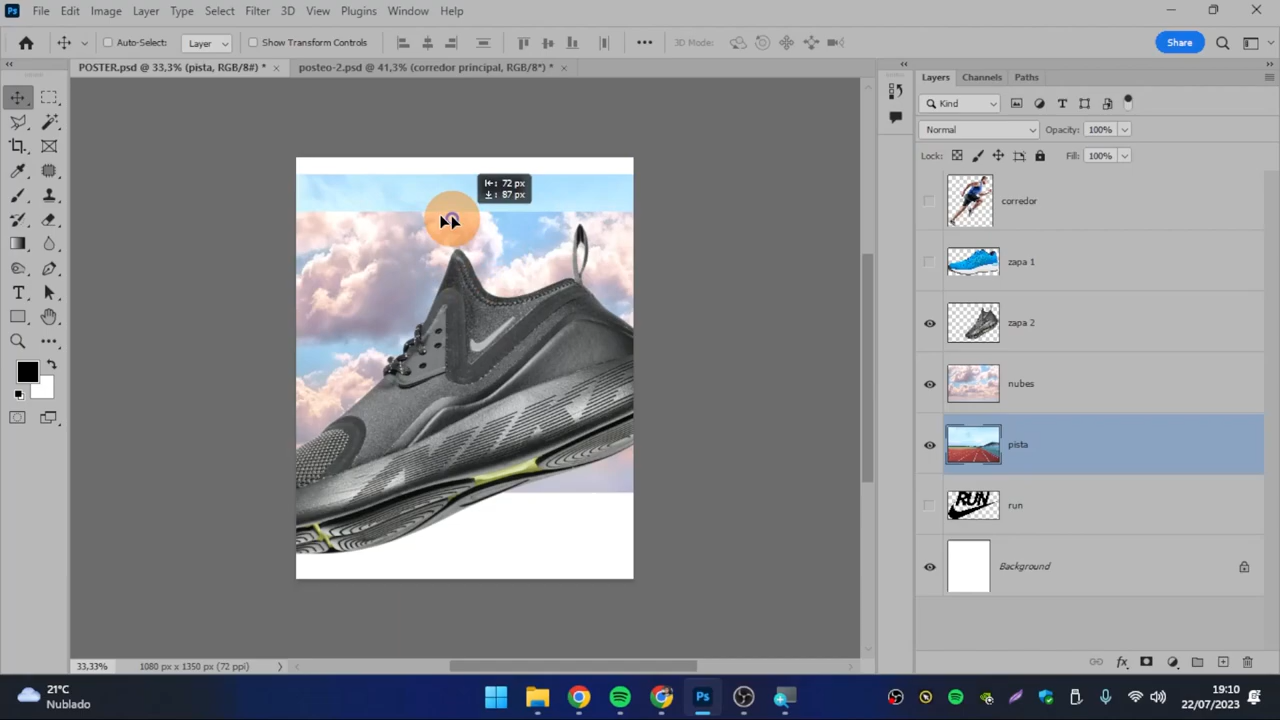 Ps File Edit Image Layer Type Select Filter 3D View Plugins Window Help
Auto-Select: Layer Show Transform Controls 3D Mode: Share
POSTER.psd @ 33,3% (pista, RGB/8#) * × posteo-2.psd @ 41,3% (corredor principal, RGB/8*) * ×
Layers Channels Paths
Kind
Normal Opacity: 100%
Lock: Fill: 100%
72 px
87 px
corredor
zapa 1
zapa 2
nubes
pista
RUN
run
Background
33,33% 1080 px x 1350 px (72 ppi)
21°C
Nublado
Ps
19:10
22/07/2023